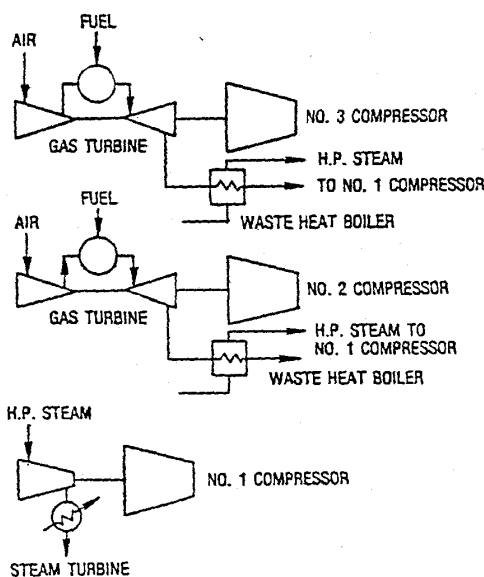 FUEL
AIR
NO. 3 COMPRESSOR
GAS TURBINE
H.P. STEAM
TO NO. 1 COMPRESSOR
WASTE HEAT BOILER
FUEL
AIR
NO. 2 COMPRESSOR
GAS TURBINE
H.P. STEAM TO
NO. 1 COMPRESSOR
WASTE HEAT BOILER
H.P. STEAM
NO. 1 COMPRESSOR
STEAM TURBINE